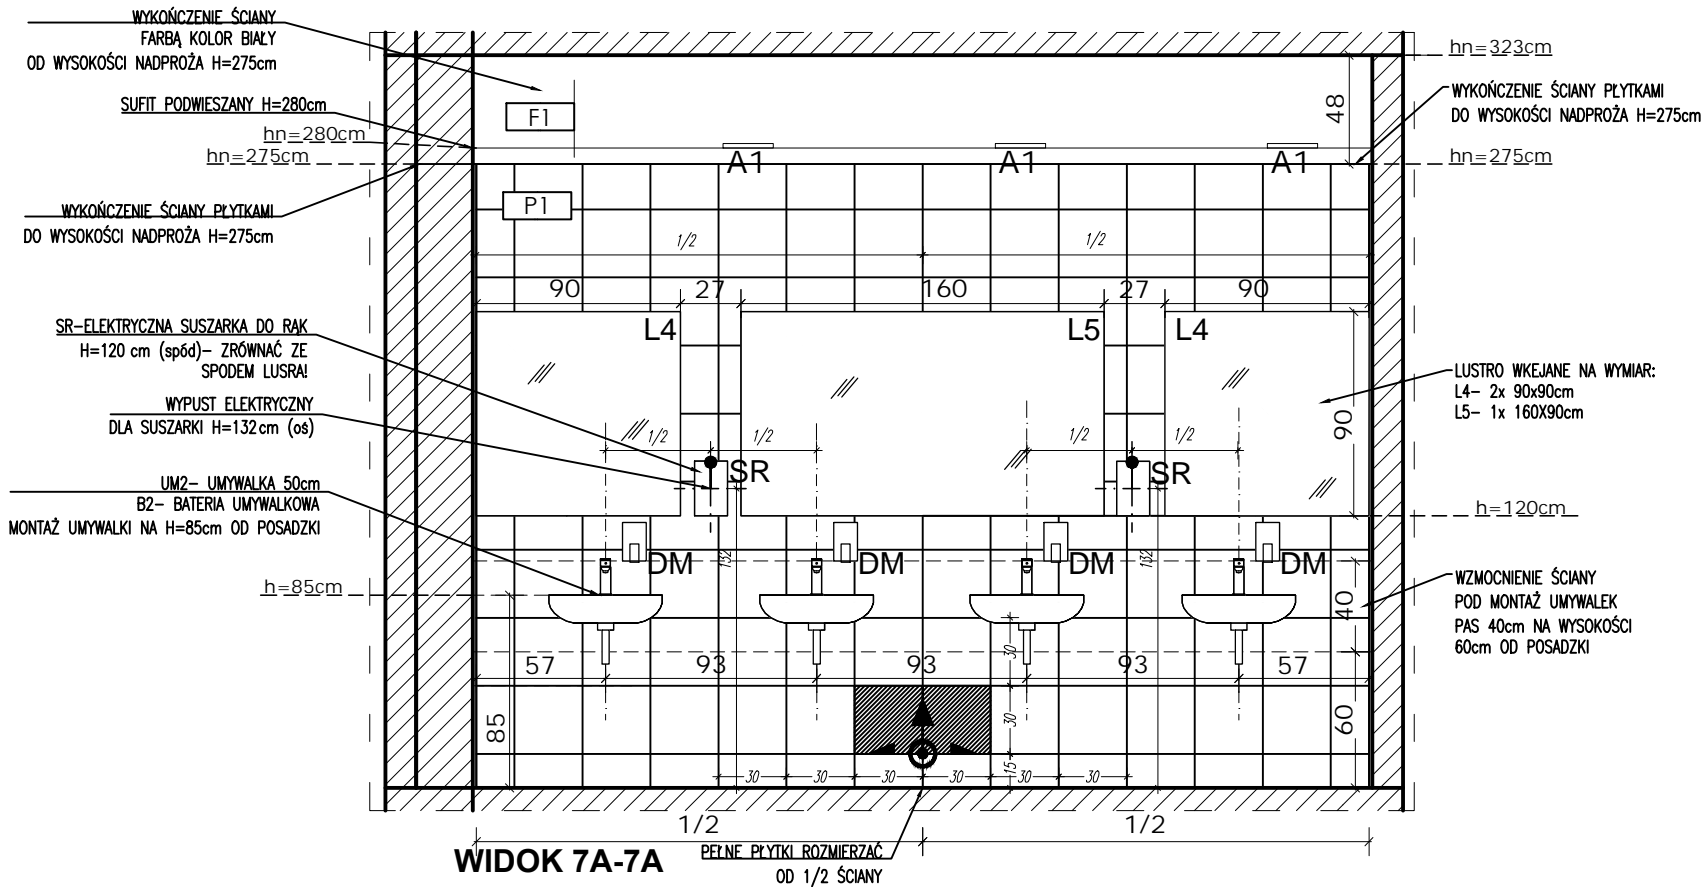 WYKOŃCZENIE ŚCIANY
FARBĄ KOLOR BIAŁY
OD WYSOKOŚCI NADPROŻA H=275cm
SUFIT PODWIESZANY H=280cm
hn=280cm
hn=275cm
WYKOŃCZENIE ŚCIANY PŁYTKAMI
DO WYSOKOŚCI NADPROŻA H=275cm
SR-ELEKTRYCZNA SUSZARKA DO RĄK
H=120 cm (spód)- ZRÓWNAĆ ZE
SPODEM LUSRA!
WYPUST ELEKTRYCZNY
DLA SUSZARKI H=132cm (oś)
UM2- UMYWALKA 50cm
B2- BATERIA UMYWALKOWA
MONTAŻ UMYWALKI NA H=85cm OD POSADZKI
h=85cm
F1
P1
A1 A1 A1
48
1/2 1/2
90 27 160 27 90
L4 L5 L4
1/2 1/2 1/2 1/2
90
SR SR
132 132
DM DM DM DM
40
30
57 93 93 93 57
85
30
60
15
30 30 30 30 30 30
1/2 1/2
WIDOK 7A-7A
PEŁNE PŁYTKI ROZMIERZAĆ
OD 1/2 ŚCIANY
hn=323cm
WYKOŃCZENIE ŚCIANY PŁYTKAMI
DO WYSOKOŚCI NADPROŻA H=275cm
hn=275cm
LUSTRO WKEJANE NA WYMIAR:
L4- 2x 90x90cm
L5- 1x 160X90cm
h=120cm
WZMOCNIENIE ŚCIANY
POD MONTAŻ UMYWALEK
PAS 40cm NA WYSOKOŚCI
60cm OD POSADZKI